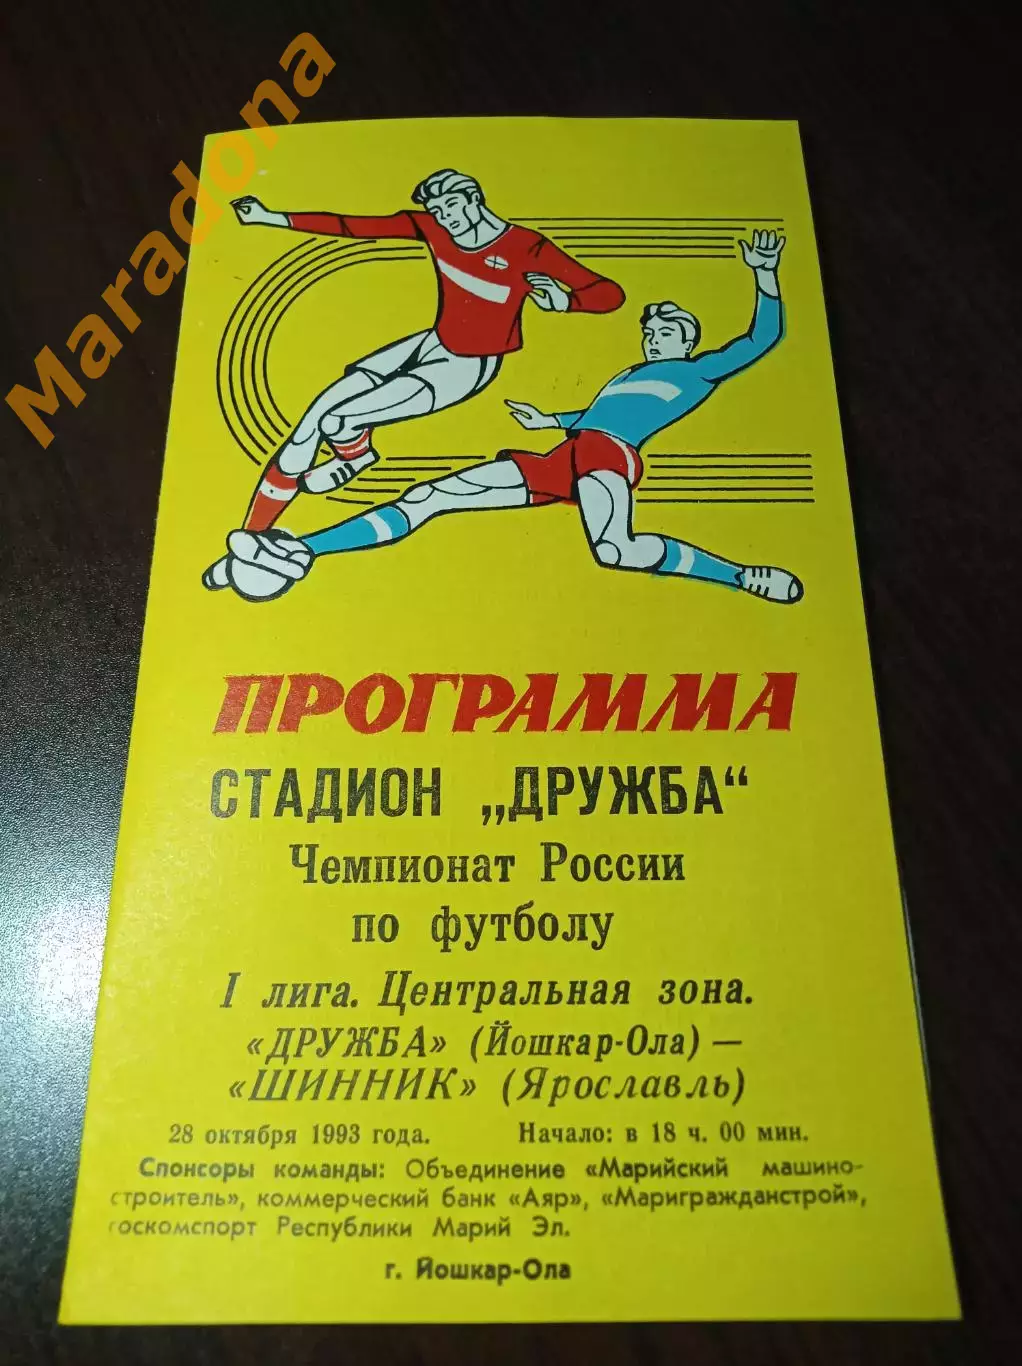 Maradona
ПРОГРАММА
СТАДИОН „ДРУЖБА“
Чемпионат России
по футболу
I лига. Центральная зона.
«ДРУЖБА» (Йошкар-Ола) —
«ШИННИК» (Ярославль)
28 октября 1993 года. Начало: в 18 ч. 00 мин.
Спонсоры команды: Объединение «Марийский машино-
строитель», коммерческий банк «Аяр», «Мариграждaнстрой»,
госкомспорт Республики Марий Эл.
г. Йошкар-Ола